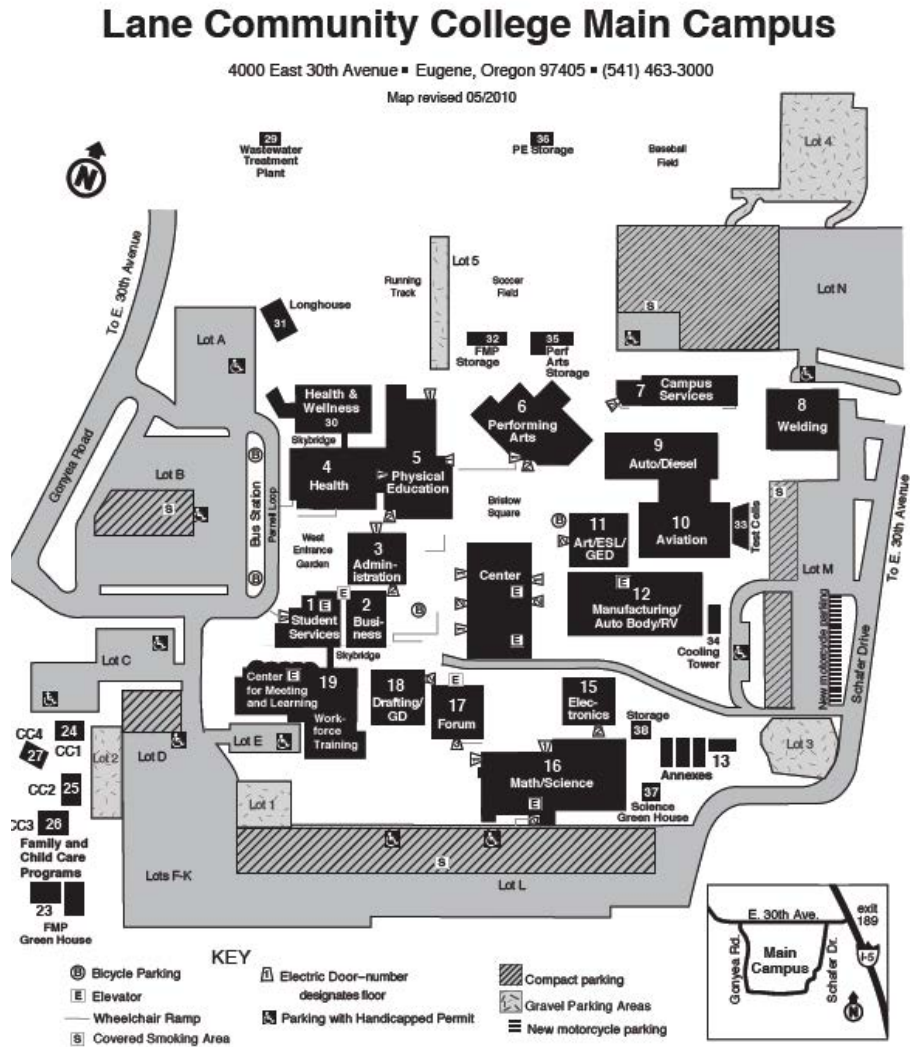 Lane Community College Main Campus
4000 East 30th Avenue ■ Eugene, Oregon 97405 ■ (541) 463-3000
Map revised 05/2010
N
29
Wastewater
Treatment
Plant
36
PE Storage
Baseball
Field
Lot 4
To E. 30th Avenue
Gonyea Road
Lot A
31
Longhouse
Running
Track
Lot 5
Soccer
Field
32
FMP
Storage
35
Perf
Arts
Storage
S
Lot N
Health &
Wellness
30
Skybridge
4
Health
5
Physical
Education
6
Performing
Arts
7
Campus
Services
8
Welding
9
Auto/Diesel
Lot B
S
B
Bus Station
B
Parnell Loop
West
Entrance
Garden
3
Admin-
istration
Bristow
Square
B
11
Art/ESL/
GED
10
Aviation
33
Test Cells
S
To E. 30th Avenue
Lot M
Center
E
E
E
12
Manufacturing/
Auto Body/RV
34
Cooling
Tower
New motorcycle parking
Schafer Drive
1
E
Student
Services
E
2
Busi-
ness
B
Skybridge
Lot C
Center
E
for Meeting
and Learning
19
Work-
force
Training
18
Drafting/
GD
E
17
Forum
15
Elec-
tronics
Storage
38
CC4
27
24
CC1
Lot 2
Lot D
Lot E
CC2
25
CC3
26
Family and
Child Care
Programs
23
FMP
Green House
Lot 1
16
Math/Science
E
37
Science
Green House
Annexes
13
Lot 3
Lots F-K
S
Lot L
E. 30th Ave.
exit
189
Gonyea Rd.
Main
Campus
Schafer Dr.
I-5
N
KEY
B Bicycle Parking
E Elevator
Wheelchair Ramp
S Covered Smoking Area
1 Electric Door–number
designates floor
Parking with Handicapped Permit
Compact parking
Gravel Parking Areas
New motorcycle parking